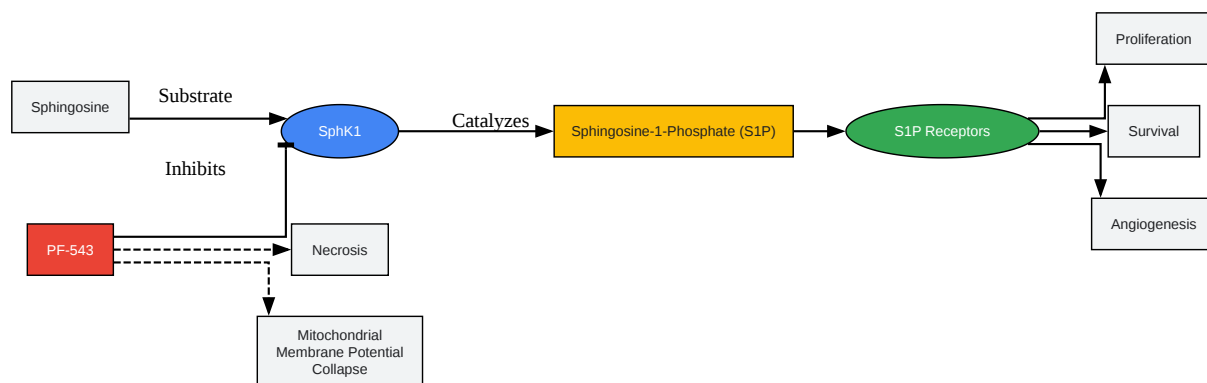 Proliferation
Substrate
Sphingosine
SphK1
Catalyzes
Sphingosine-1-Phosphate (S1P)
S1P Receptors
Survival
Inhibits
Angiogenesis
PF-543
Necrosis
Mitochondrial
Membrane Potential
Collapse